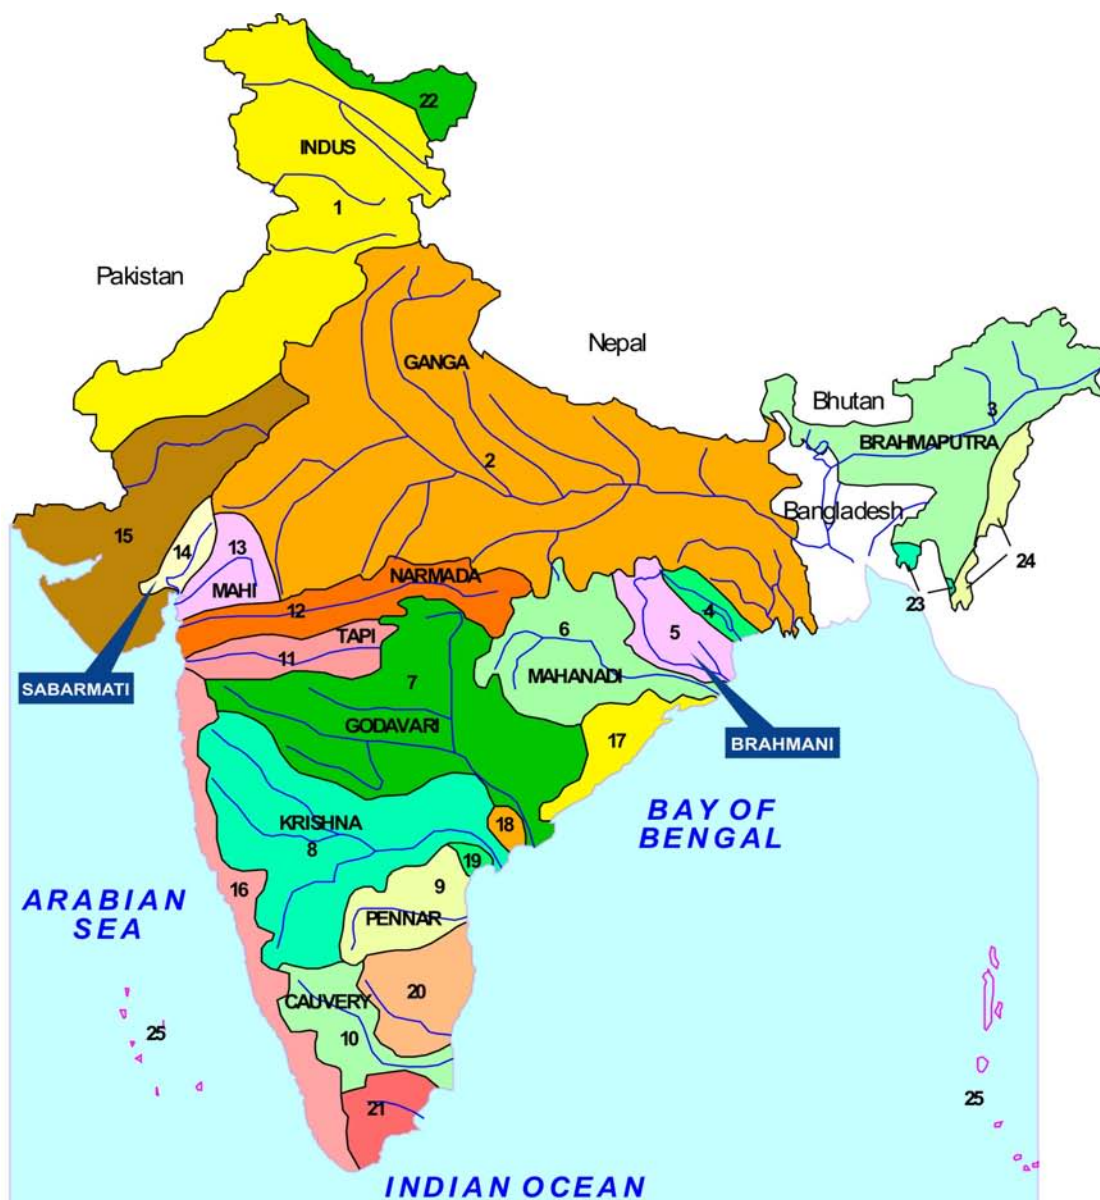 22
INDUS
1
Pakistan
Nepal
GANGA
Bhutan
3
BRAHMAPUTRA
2
Bangladesh
15
14
13
MAHI
NARMADA
24
12
23
4
TAPI
6
5
11
MAHANADI
SABARMATI
7
GODAVARI
17
BRAHMANI
BAY OF
BENGAL
KRISHNA
18
8
19
16
9
ARABIAN
SEA
PENNAR
CAUVERY
20
25
10
25
21
INDIAN OCEAN